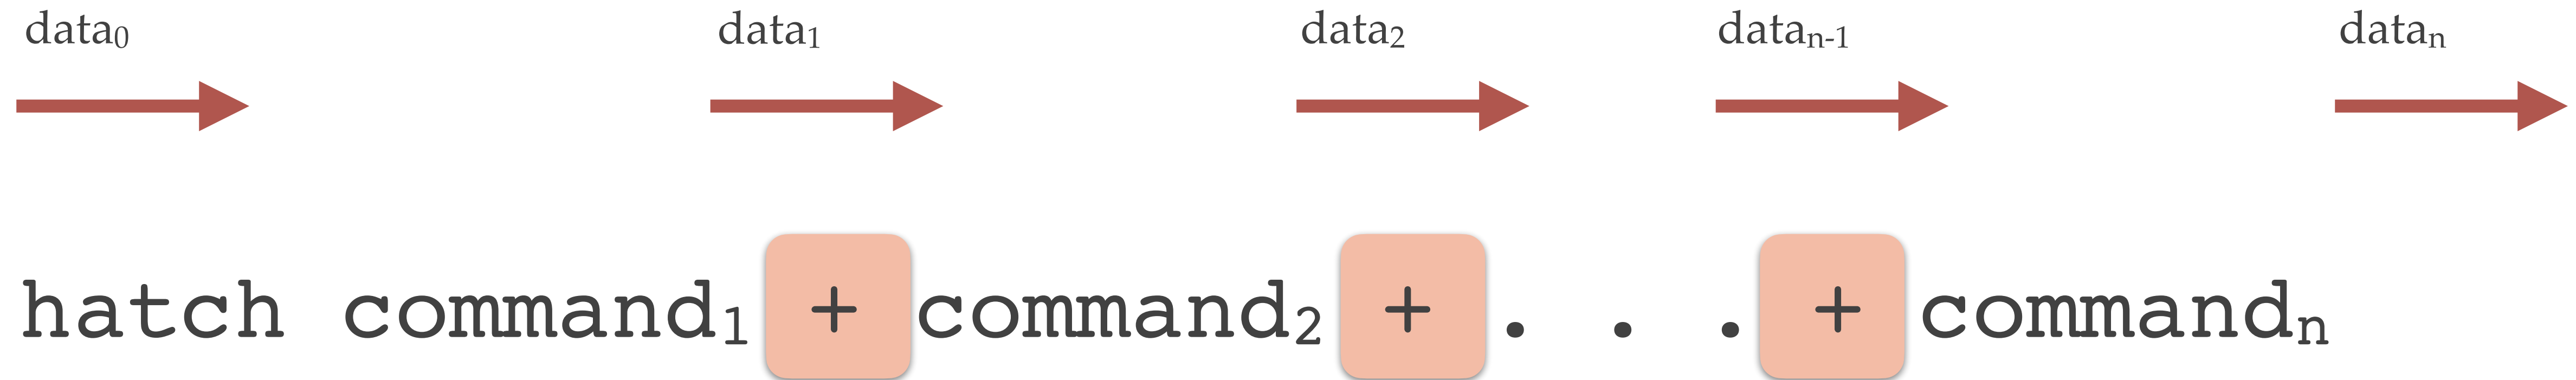 data₀ data₁ data₂ dataₙ₋₁ dataₙ
hatch command₁ + command₂ + . . . + commandₙ